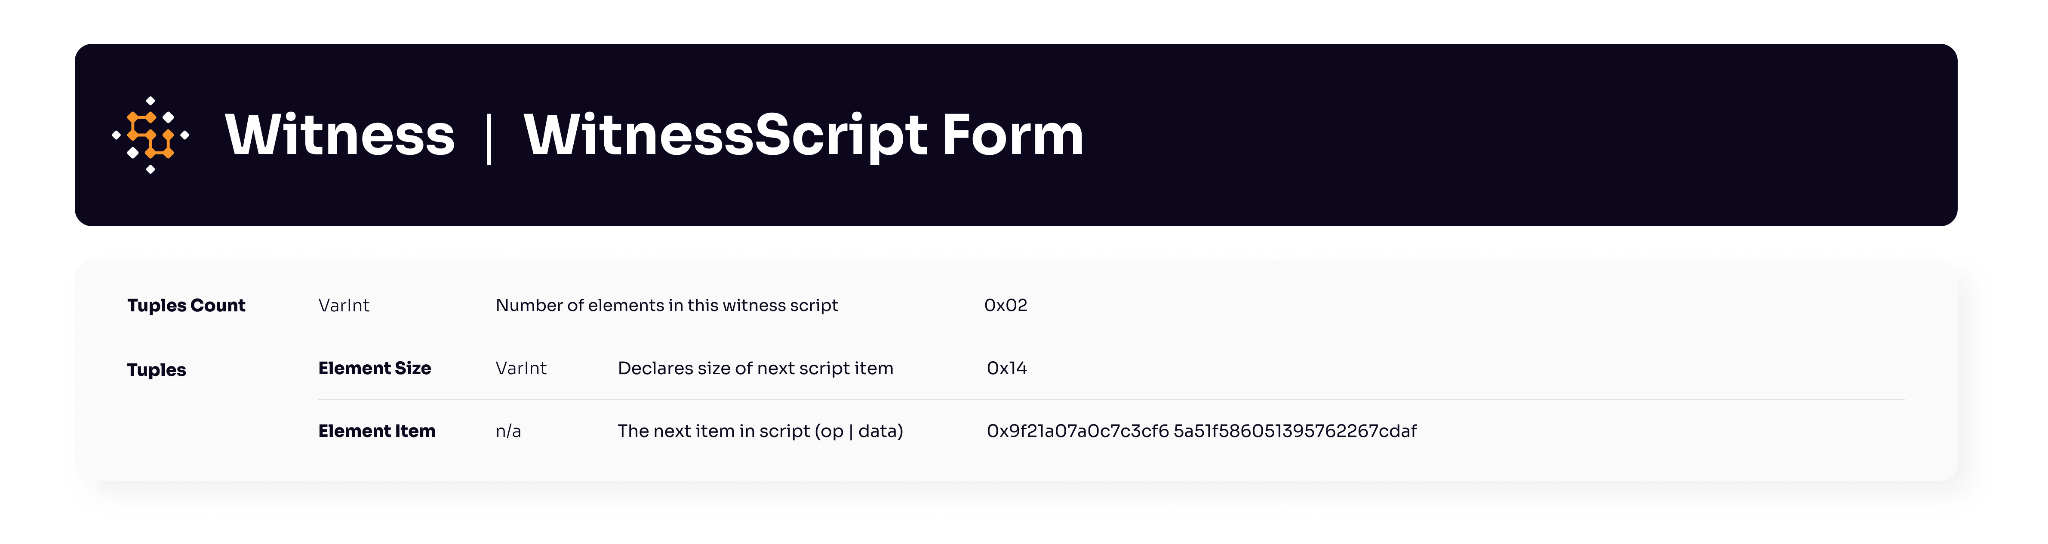 Witness | WitnessScript Form
Tuples Count VarInt Number of elements in this witness script 0x02
Tuples Element Size VarInt Declares size of next script item 0x14
Element Item n/a The next item in script (op | data) 0x9f21a07a0c7c3cf6 5a51f586051395762267cdaf